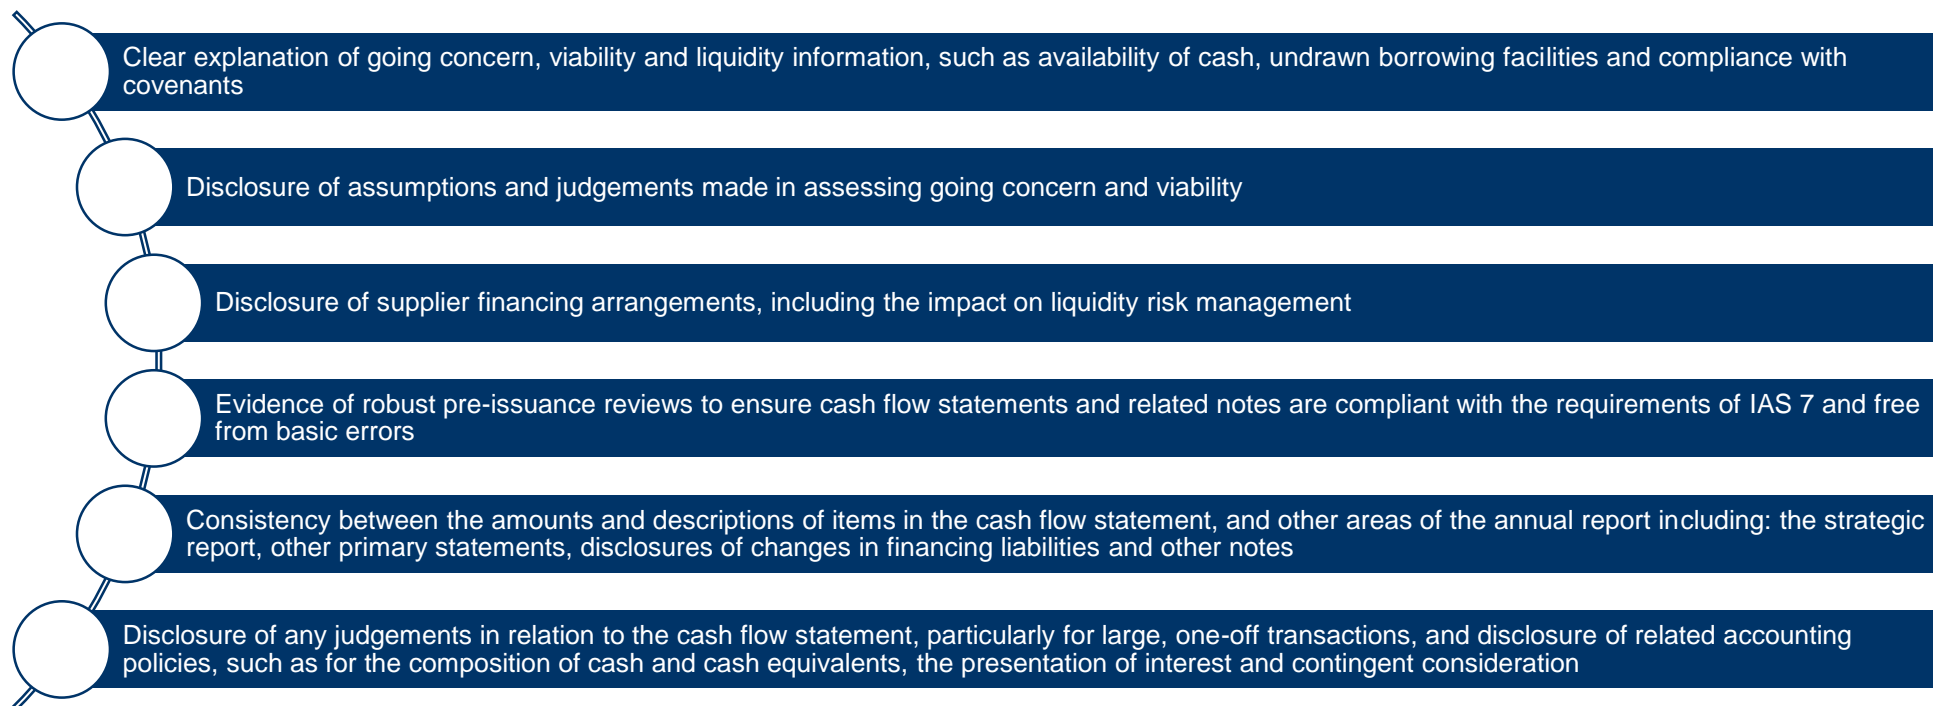 Clear explanation of going concern, viability and liquidity information, such as availability of cash, undrawn borrowing facilities and compliance with
covenants
Disclosure of assumptions and judgements made in assessing going concern and viability
Disclosure of supplier financing arrangements, including the impact on liquidity risk management
Evidence of robust pre-issuance reviews to ensure cash flow statements and related notes are compliant with the requirements of IAS 7 and free
from basic errors
Consistency between the amounts and descriptions of items in the cash flow statement, and other areas of the annual report including: the strategic
report, other primary statements, disclosures of changes in financing liabilities and other notes
Disclosure of any judgements in relation to the cash flow statement, particularly for large, one-off transactions, and disclosure of related accounting
policies, such as for the composition of cash and cash equivalents, the presentation of interest and contingent consideration